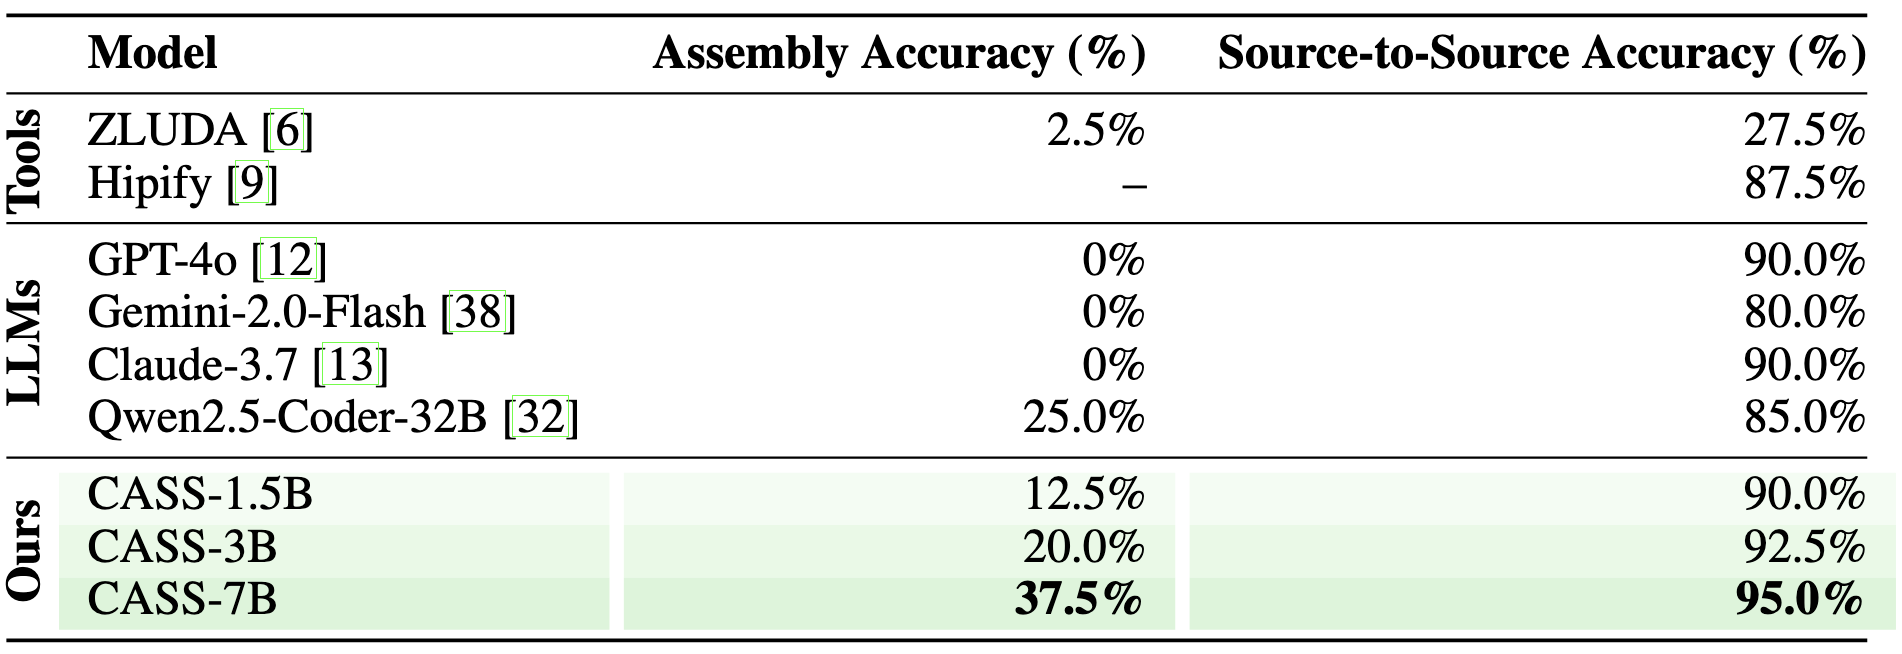 Model Assembly Accuracy (%) Source-to-Source Accuracy (%)
Tools
ZLUDA [6] 2.5% 27.5%
Hipify [9] – 87.5%
LLMs
GPT-4o [12] 0% 90.0%
Gemini-2.0-Flash [38] 0% 80.0%
Claude-3.7 [13] 0% 90.0%
Qwen2.5-Coder-32B [32] 25.0% 85.0%
Ours
CASS-1.5B 12.5% 90.0%
CASS-3B 20.0% 92.5%
CASS-7B 37.5% 95.0%